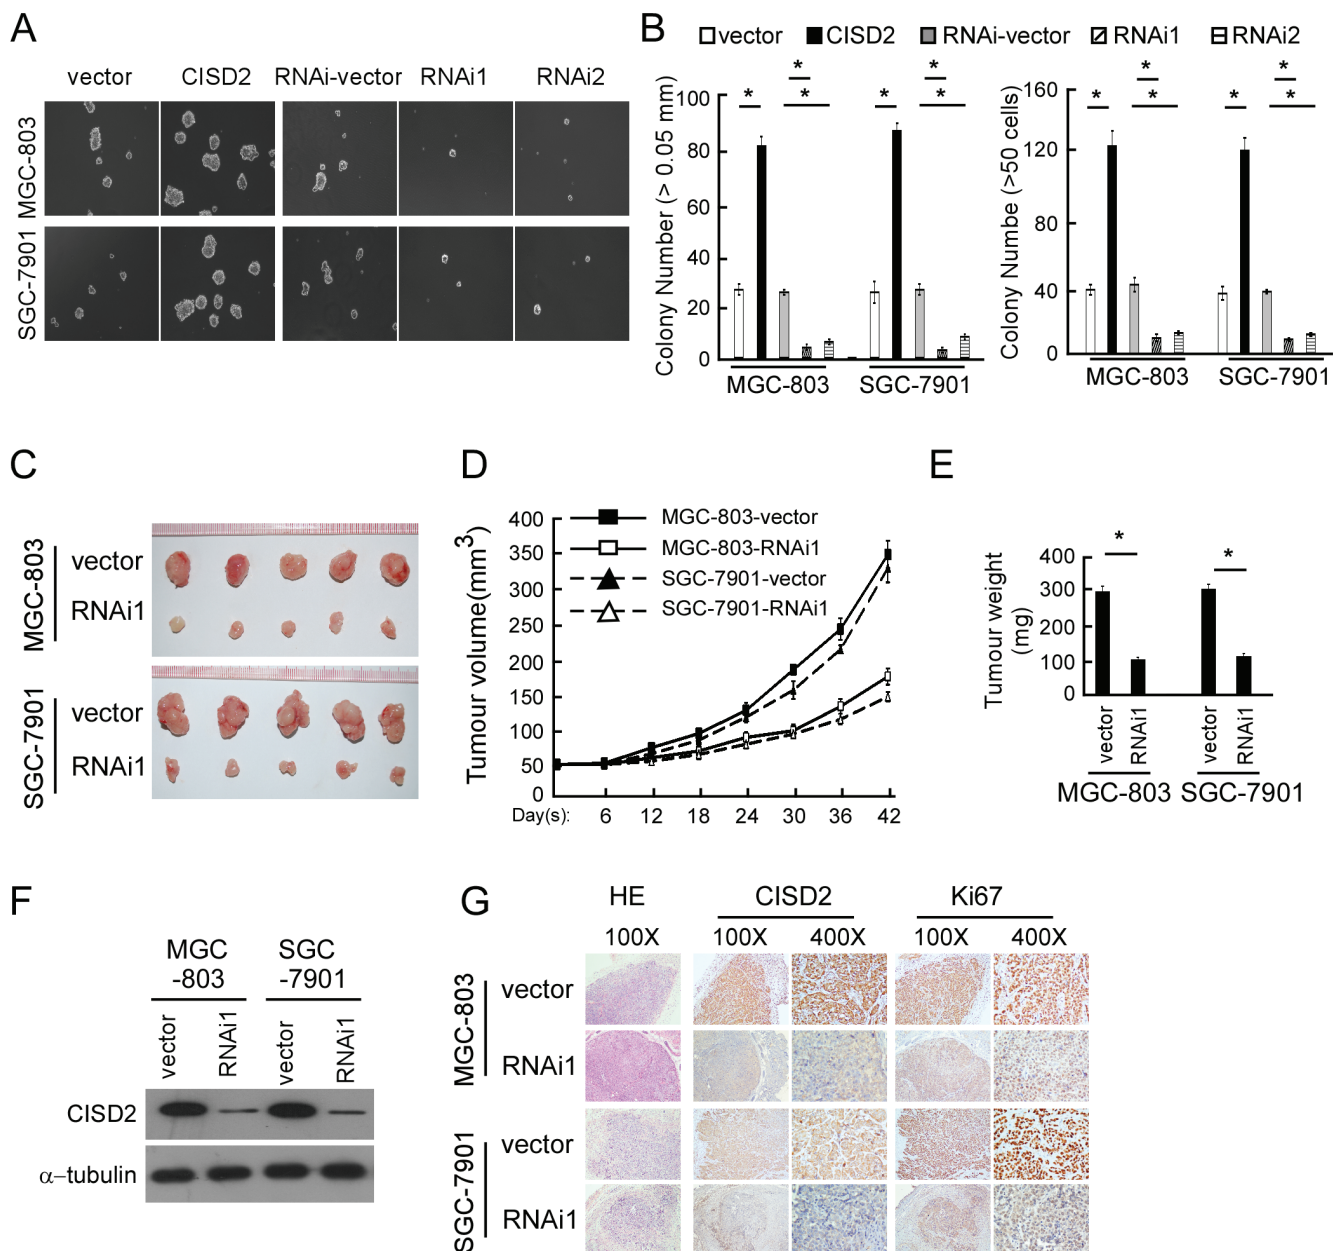 A
vector CISD2 RNAi-vector RNAi1 RNAi2
MGC-803
SGC-7901
B
vector CISD2 RNAi-vector RNAi1 RNAi2
Colony Number (> 0.05 mm)
100
80
60
40
20
0
* * * * * *
MGC-803 SGC-7901
Colony Numbe (>50 cells)
160
120
80
40
0
* * * * * *
MGC-803 SGC-7901
C
MGC-803
vector
RNAi1
SGC-7901
vector
RNAi1
D
Tumour volume(mm3)
400
350
300
250
200
150
100
50
0
MGC-803-vector
MGC-803-RNAi1
SGC-7901-vector
SGC-7901-RNAi1
Day(s): 6 12 18 24 30 36 42
E
Tumour weight
(mg)
400
300
200
100
0
* *
vector RNAi1 vector RNAi1
MGC-803 SGC-7901
F
MGC SGC
-803 -7901
vector RNAi1 vector RNAi1
CISD2
α−tubulin
G
HE CISD2 Ki67
100X 100X 400X 100X 400X
MGC-803
vector
RNAi1
SGC-7901
vector
RNAi1